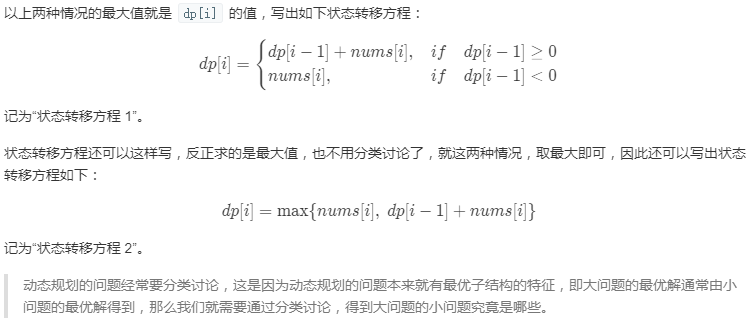 以上两种情况的最大值就是 dp[i] 的值，写出如下状态转移方程：
dp[i] = { dp[i − 1] + nums[i], if dp[i − 1] ≥ 0
nums[i], if dp[i − 1] < 0
记为“状态转移方程 1”。
状态转移方程还可以这样写，反正求的是最大值，也不用分类讨论了，就这两种情况，取最大即可，因此还可以写出状态
转移方程如下：
dp[i] = max{nums[i], dp[i − 1] + nums[i]}
记为“状态转移方程 2”。
动态规划的问题经常要分类讨论，这是因为动态规划的问题本来就有最优子结构的特征，即大问题的最优解通常由小
问题的最优解得到，那么我们就需要通过分类讨论，得到大问题的小问题究竟是哪些。